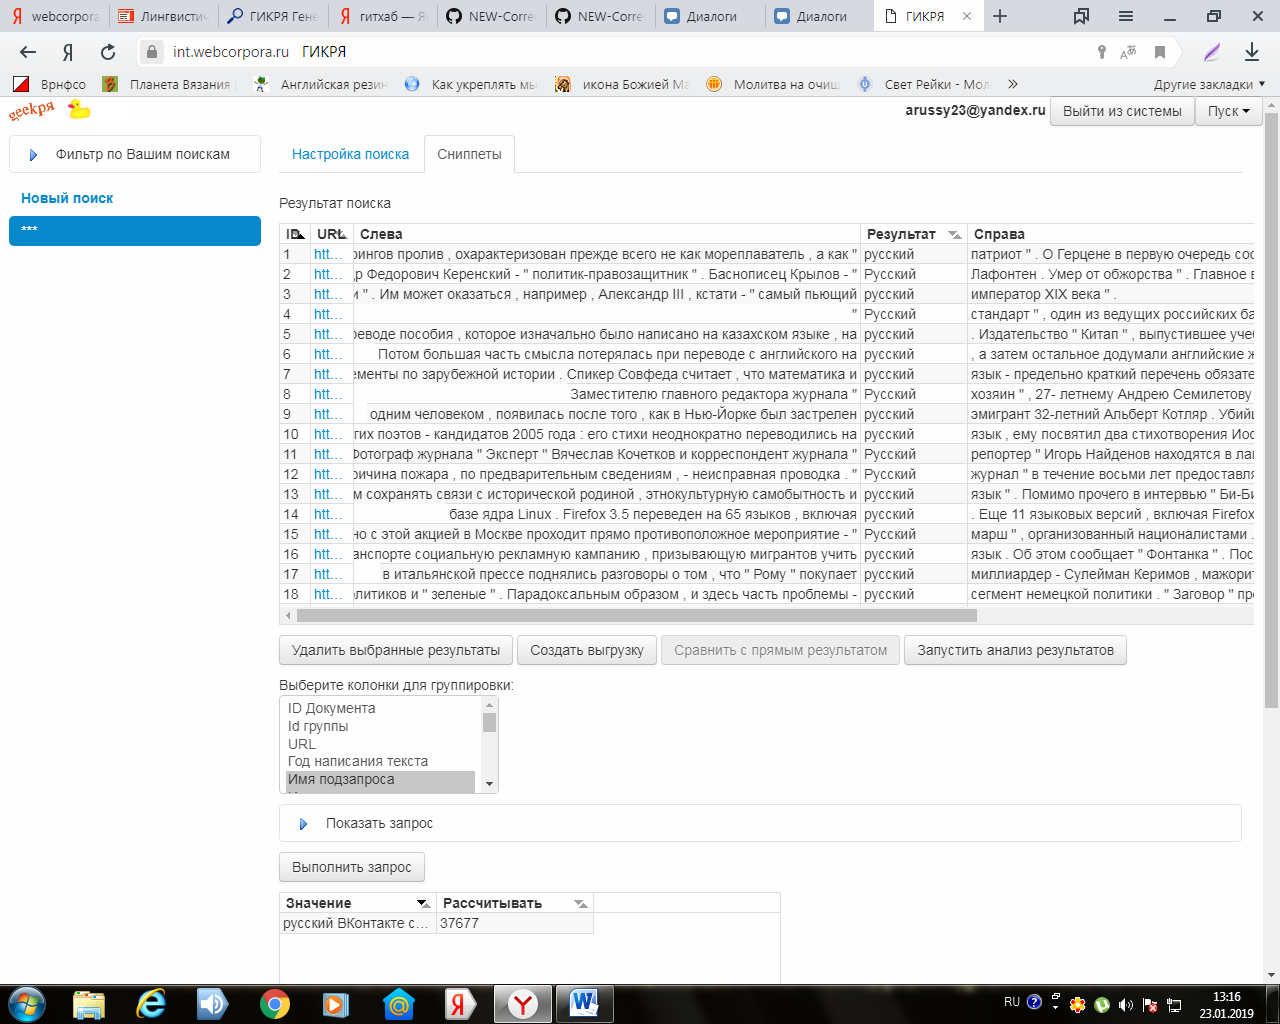 webcorpora
Лингвистич
ГИКРЯ Гене
гитхаб — Я
NEW-Corre
NEW-Corre
Диалоги
Диалоги
ГИКРЯ
int.webcorpora.ru ГИКРЯ
Врнфсо
Планета Вязания
Английская резин
Как укреплять мы
икона Божией Ма
Молитва на очищ
Свет Рейки - Мол
Другие закладки
geekря
arussy23@yandex.ru
Выйти из системы
Пуск
Фильтр по Вашим поискам
Новый поиск
***
Настройка поиска
Сниппеты
Результат поиска
ID URL Слева Результат Справа
1 htt... рингов пролив , охарактеризован прежде всего не как мореплаватель , а как " русский патриот " . О Герцене в первую очередь соо
2 htt... др Федорович Керенский - " политик-правозащитник " . Баснописец Крылов - " русский Лафонтен . Умер от обжорства " . Главное в
3 htt... и " . Им может оказаться , например , Александр III , кстати - " самый пьющий русский император XIX века " .
4 htt... " Русский стандарт " , один из ведущих российских ба
5 htt... реводе пособия , которое изначально было написано на казахском языке , на русский . Издательство " Китап " , выпустившее уче
6 htt... Потом большая часть смысла потерялась при переводе с английского на русский , а затем остальное додумали английские ж
7 htt... ементы по зарубежной истории . Спикер Совфеда считает , что математика и русский язык - предельно краткий перечень обязате
8 htt... Заместителю главного редактора журнала " Русский хозяин " , 27- летнему Андрею Семилетову
9 htt... одним человеком , появилась после того , как в Нью-Йорке был застрелен русский эмигрант 32-летний Альберт Котляр . Убийц
10 htt... гих поэтов - кандидатов 2005 года : его стихи неоднократно переводились на русский язык , ему посвятил два стихотворения Иос
11 htt... Фотограф журнала " Эксперт " Вячеслав Кочетков и корреспондент журнала " Русский репортер " Игорь Найденов находятся в ла
12 htt... ричина пожара , по предварительным сведениям , - неисправная проводка . " Русский журнал " в течение восьми лет предоставля
13 htt... м сохранять связи с исторической родиной , этнокультурную самобытность и русский язык " . Помимо прочего в интервью " Би-Би
14 htt... базе ядра Linux . Firefox 3.5 переведен на 65 языков , включая русский . Еще 11 языковых версий , включая Firefox
15 htt... но с этой акцией в Москве проходит прямо противоположное мероприятие - " Русский марш " , организованный националистами .
16 htt... анспорте социальную рекламную кампанию , призывающую мигрантов учить русский язык . Об этом сообщает " Фонтанка " . Пос
17 htt... в итальянской прессе поднялись разговоры о том , что " Рому " покупает русский миллиардер - Сулейман Керимов , мажорит
18 htt... олитиков и " зеленые " . Парадоксальным образом , и здесь часть проблемы - русский сегмент немецкой политики . " Заговор " пр
Удалить выбранные результаты
Создать выгрузку
Сравнить с прямым результатом
Запустить анализ результатов
Выберите колонки для группировки:
ID Документа
Id группы
URL
Год написания текста
Имя подзапроса
Показать запрос
Выполнить запрос
Значение Рассчитывать
русский ВКонтакте с... 37677
RU
13:16
23.01.2019